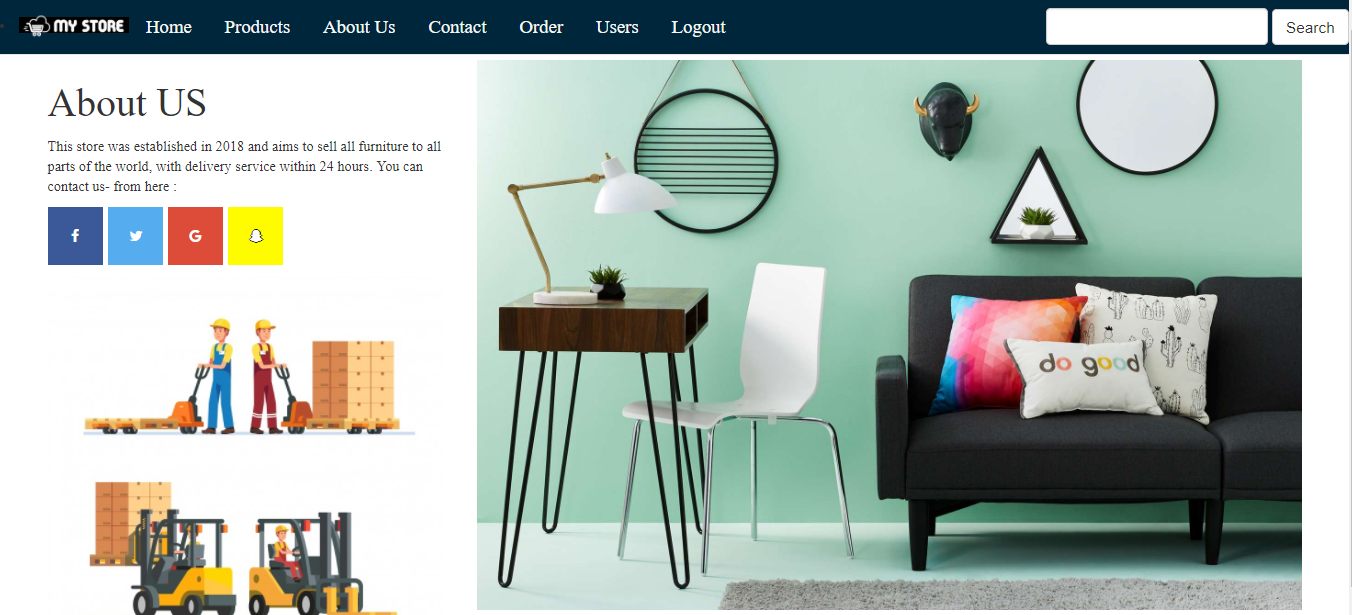 MY STORE Home Products About Us Contact Order Users Logout Search
About US
This store was established in 2018 and aims to sell all furniture to all
parts of the world, with delivery service within 24 hours. You can
contact us- from here :
do good